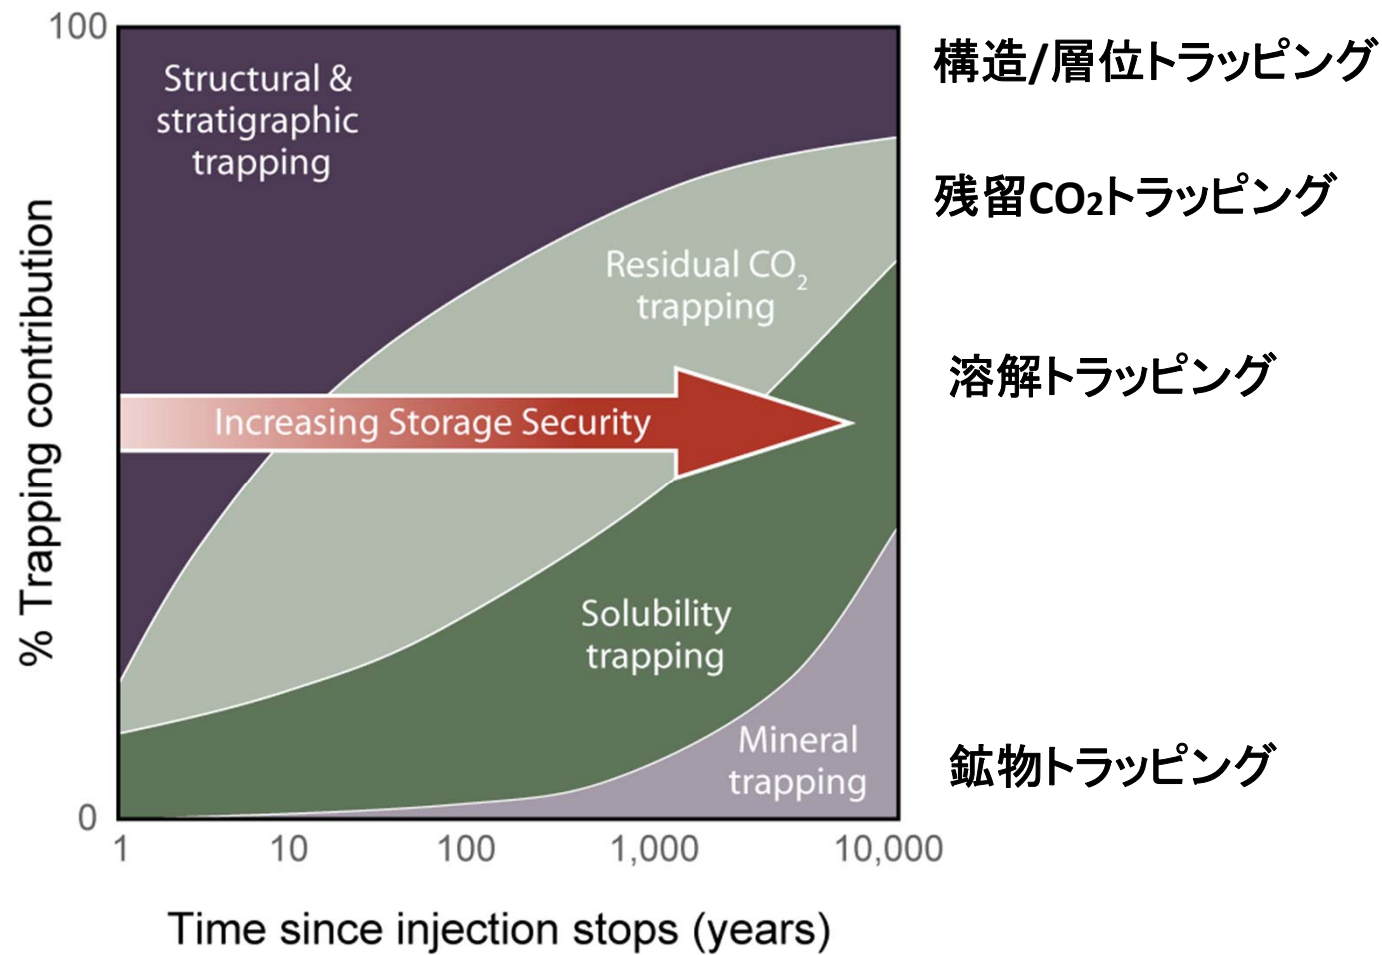 100
Structural &
stratigraphic
trapping
構造/層位トラッピング
残留CO₂トラッピング
Residual CO₂
trapping
溶解トラッピング
Increasing Storage Security
% Trapping contribution
Solubility
trapping
Mineral
trapping
鉱物トラッピング
0
1 10 100 1,000 10,000
Time since injection stops (years)